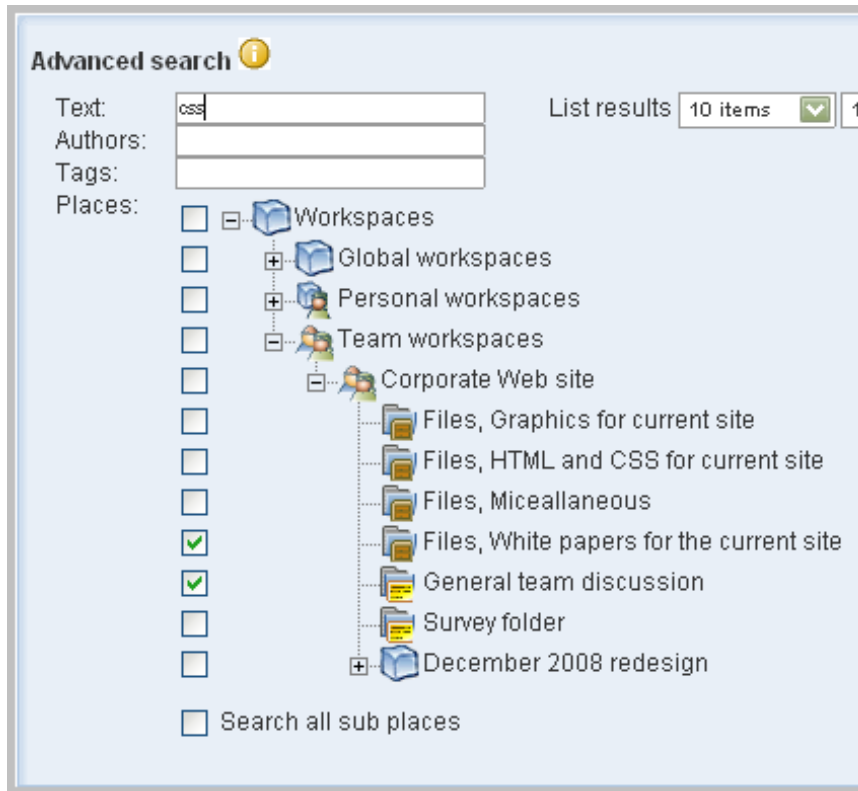 Advanced search
Text: css List results 10 items 1
Authors:
Tags:
Places: Workspaces
Global workspaces
Personal workspaces
Team workspaces
Corporate Web site
Files, Graphics for current site
Files, HTML and CSS for current site
Files, Miceallaneous
Files, White papers for the current site
General team discussion
Survey folder
December 2008 redesign
Search all sub places